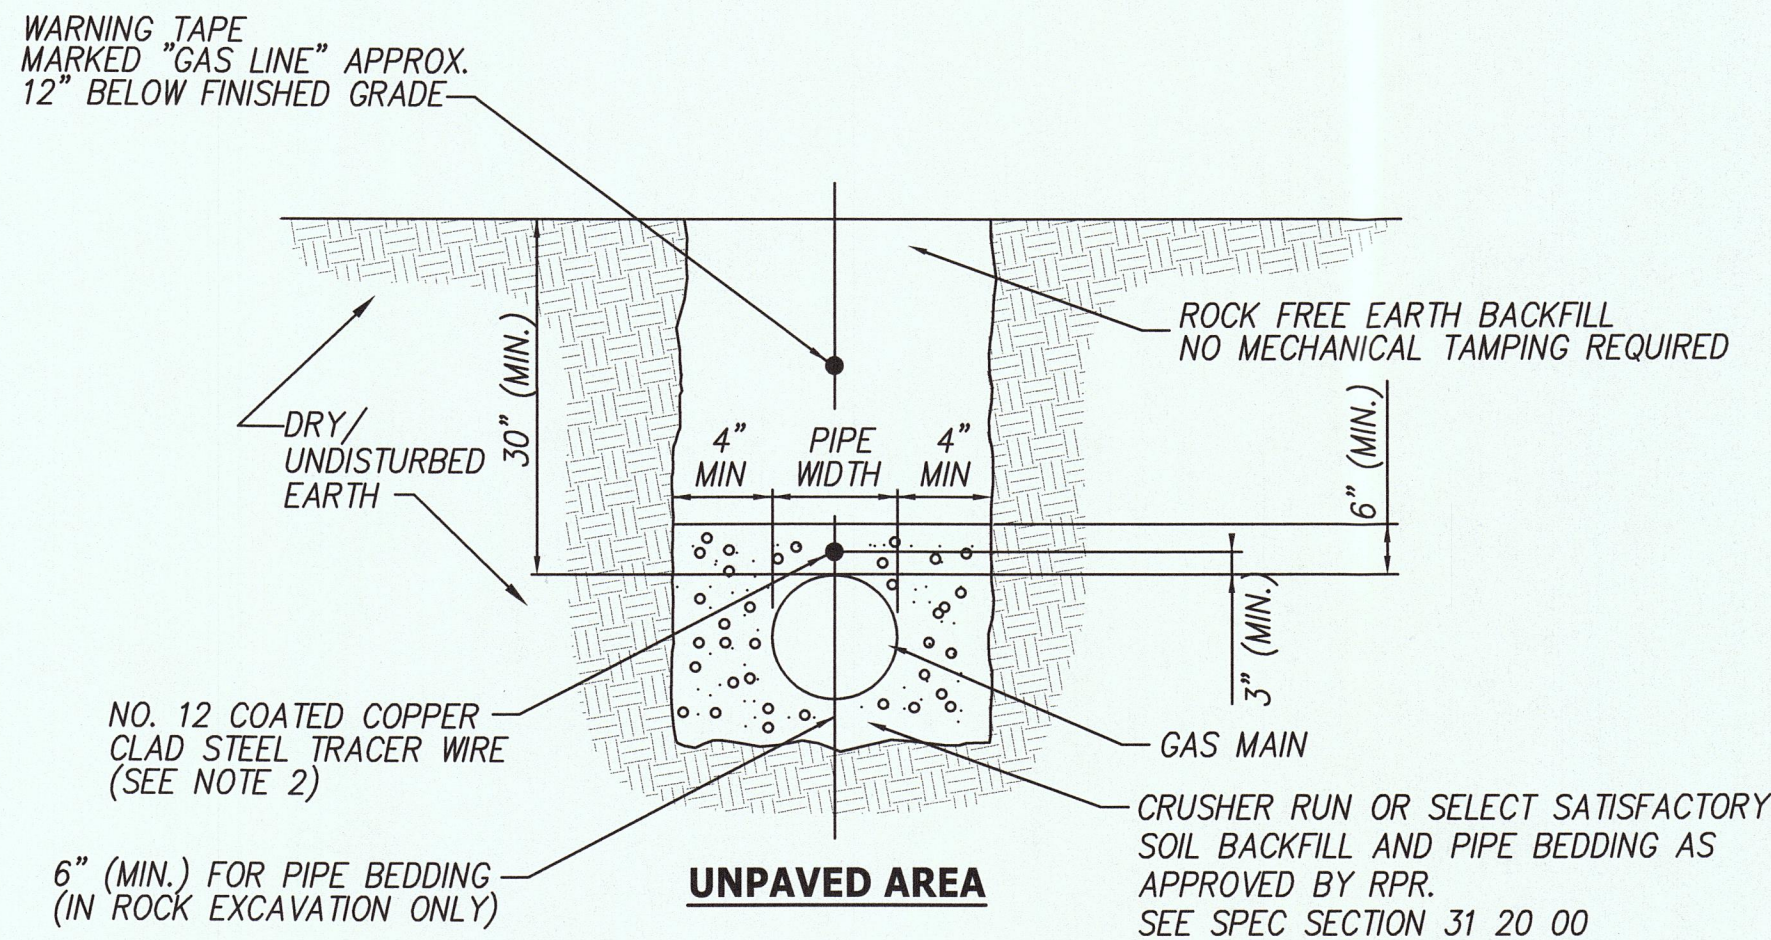 WARNING TAPE
MARKED "GAS LINE" APPROX.
12" BELOW FINISHED GRADE
ROCK FREE EARTH BACKFILL
NO MECHANICAL TAMPING REQUIRED
30" (MIN.)
DRY/
UNDISTURBED
EARTH
4"
MIN
PIPE
WIDTH
4"
MIN
6" (MIN.)
3" (MIN.)
NO. 12 COATED COPPER
CLAD STEEL TRACER WIRE
(SEE NOTE 2)
GAS MAIN
CRUSHER RUN OR SELECT SATISFACTORY
SOIL BACKFILL AND PIPE BEDDING AS
APPROVED BY RPR.
SEE SPEC SECTION 31 20 00
6" (MIN.) FOR PIPE BEDDING
(IN ROCK EXCAVATION ONLY)
UNPAVED AREA